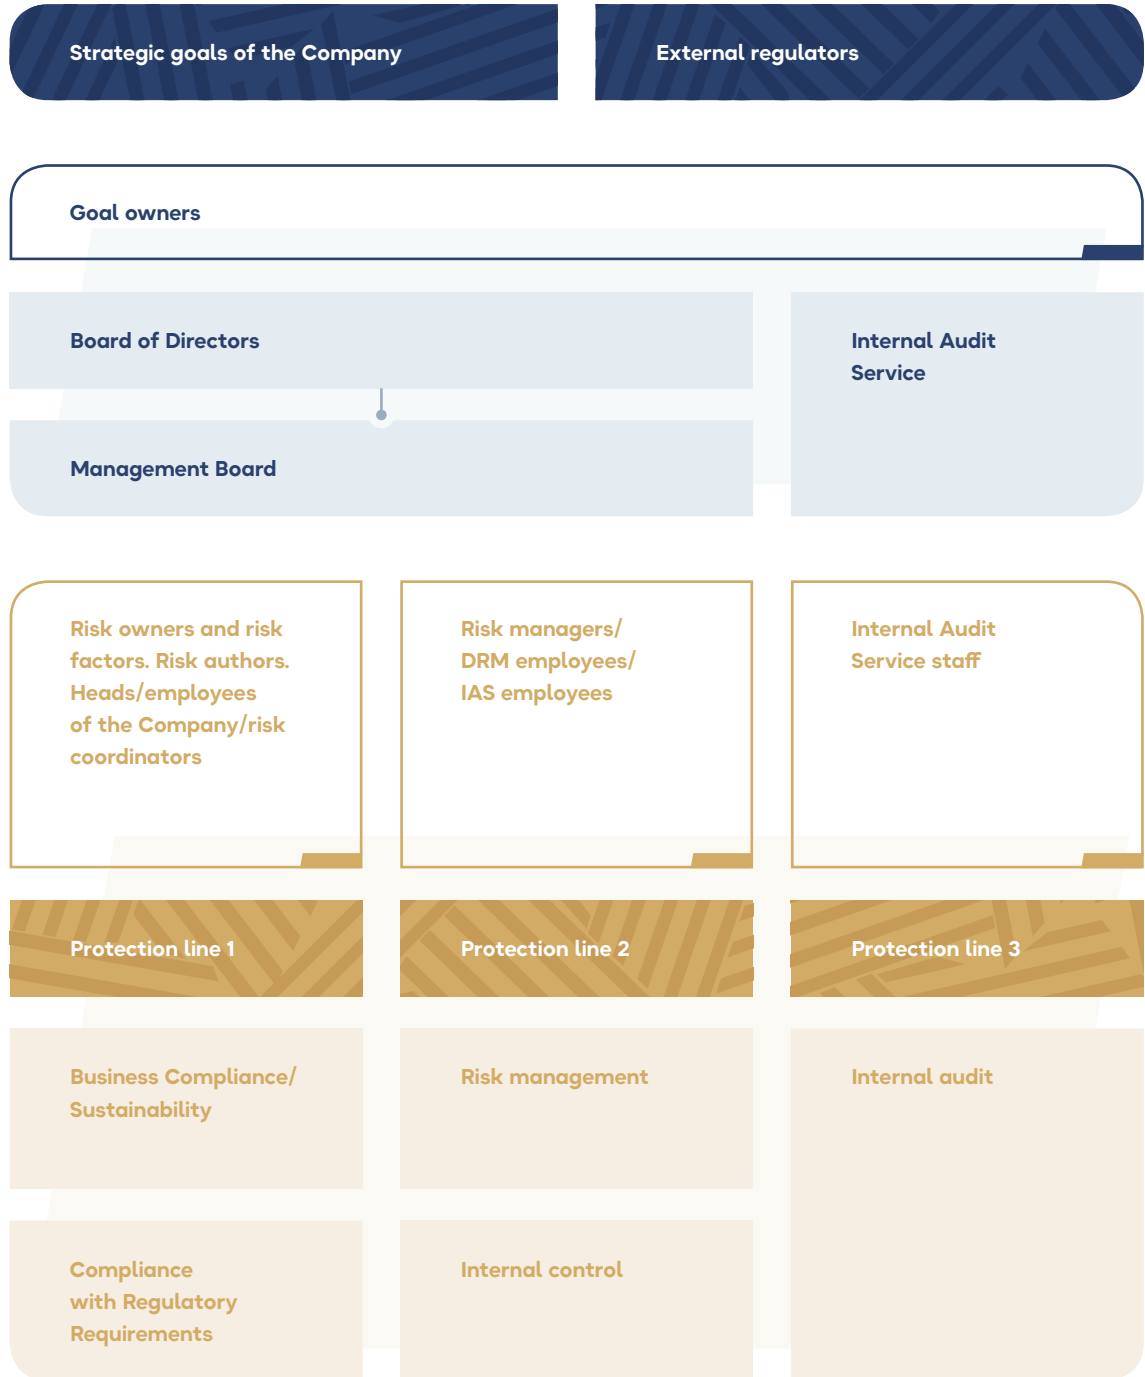 Strategic goals of the Company
External regulators
Goal owners
Board of Directors
Internal Audit
Service
Management Board
Risk owners and risk
factors. Risk authors.
Heads/employees
of the Company/risk
coordinators
Risk managers/
DRM employees/
IAS employees
Internal Audit
Service staff
Protection line 1
Protection line 2
Protection line 3
Business Compliance/
Sustainability
Risk management
Internal audit
Compliance
with Regulatory
Requirements
Internal control